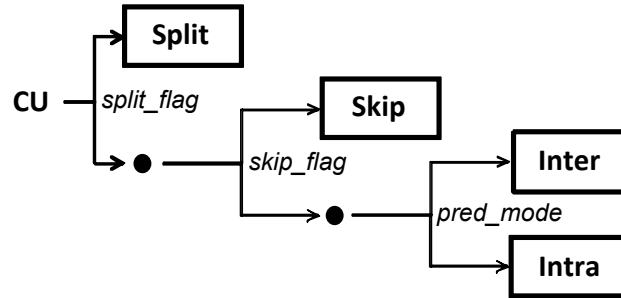 Split
CU
split_flag
Skip
skip_flag
Inter
pred_mode
Intra